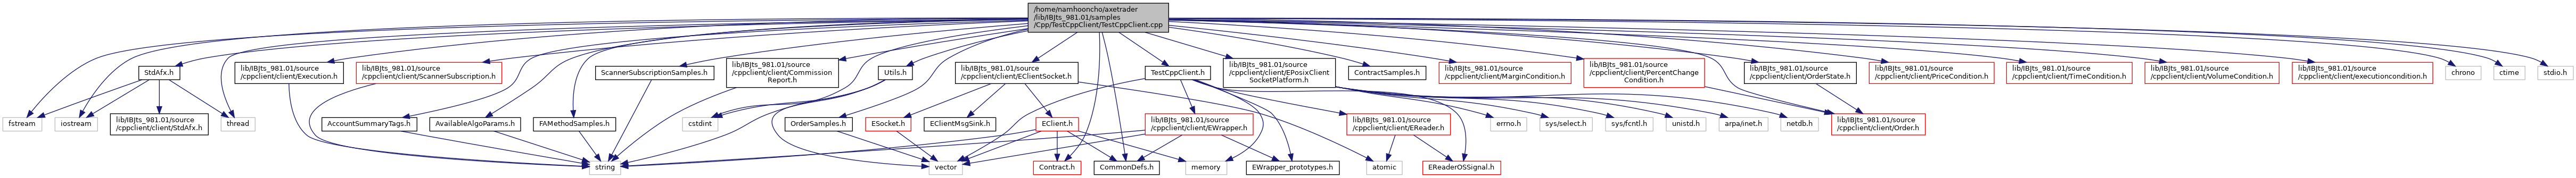 /home/namhooncho/axetrader
/lib/IBJts_981.01/samples
/Cpp/TestCppClient/TestCppClient.cpp
StdAfx.h
lib/IBJts_981.01/source
/cppclient/client/Execution.h
lib/IBJts_981.01/source
/cppclient/client/ScannerSubscription.h
ScannerSubscriptionSamples.h
lib/IBJts_981.01/source
/cppclient/client/Commission
Report.h
Utils.h
lib/IBJts_981.01/source
/cppclient/client/EClientSocket.h
TestCppClient.h
lib/IBJts_981.01/source
/cppclient/client/EPosixClient
SocketPlatform.h
ContractSamples.h
lib/IBJts_981.01/source
/cppclient/client/MarginCondition.h
lib/IBJts_981.01/source
/cppclient/client/PercentChange
Condition.h
lib/IBJts_981.01/source
/cppclient/client/OrderState.h
lib/IBJts_981.01/source
/cppclient/client/PriceCondition.h
lib/IBJts_981.01/source
/cppclient/client/TimeCondition.h
lib/IBJts_981.01/source
/cppclient/client/VolumeCondition.h
lib/IBJts_981.01/source
/cppclient/client/executioncondition.h
chrono
ctime
stdio.h
fstream
iostream
lib/IBJts_981.01/source
/cppclient/client/StdAfx.h
thread
AccountSummaryTags.h
AvailableAlgoParams.h
FAMethodSamples.h
cstdint
OrderSamples.h
ESocket.h
EClientMsgSink.h
EClient.h
lib/IBJts_981.01/source
/cppclient/client/EWrapper.h
lib/IBJts_981.01/source
/cppclient/client/EReader.h
errno.h
sys/select.h
sys/fcntl.h
unistd.h
arpa/inet.h
netdb.h
lib/IBJts_981.01/source
/cppclient/client/Order.h
string
vector
Contract.h
CommonDefs.h
memory
EWrapper_prototypes.h
atomic
EReaderOSSignal.h